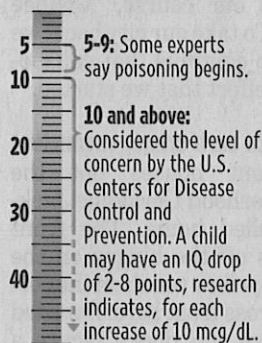 5
10
20
30
40
5-9: Some experts
say poisoning begins.
10 and above:
Considered the level of
concern by the U.S.
Centers for Disease
Control and
Prevention. A child
may have an IQ drop
of 2-8 points, research
indicates, for each
increase of 10 mcg/dL.